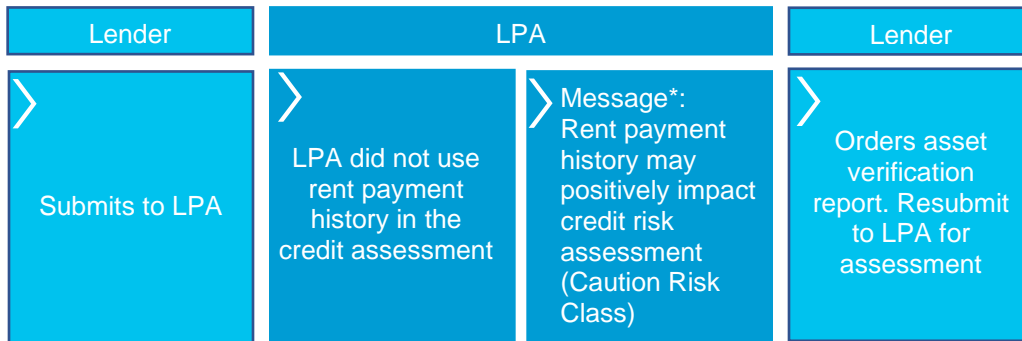 Lender
LPA
Lender
Submits to LPA
LPA did not use
rent payment
history in the
credit assessment
Message*:
Rent payment
history may
positively impact
credit risk
assessment
(Caution Risk
Class)
Orders asset
verification
report. Resubmit
to LPA for
assessment